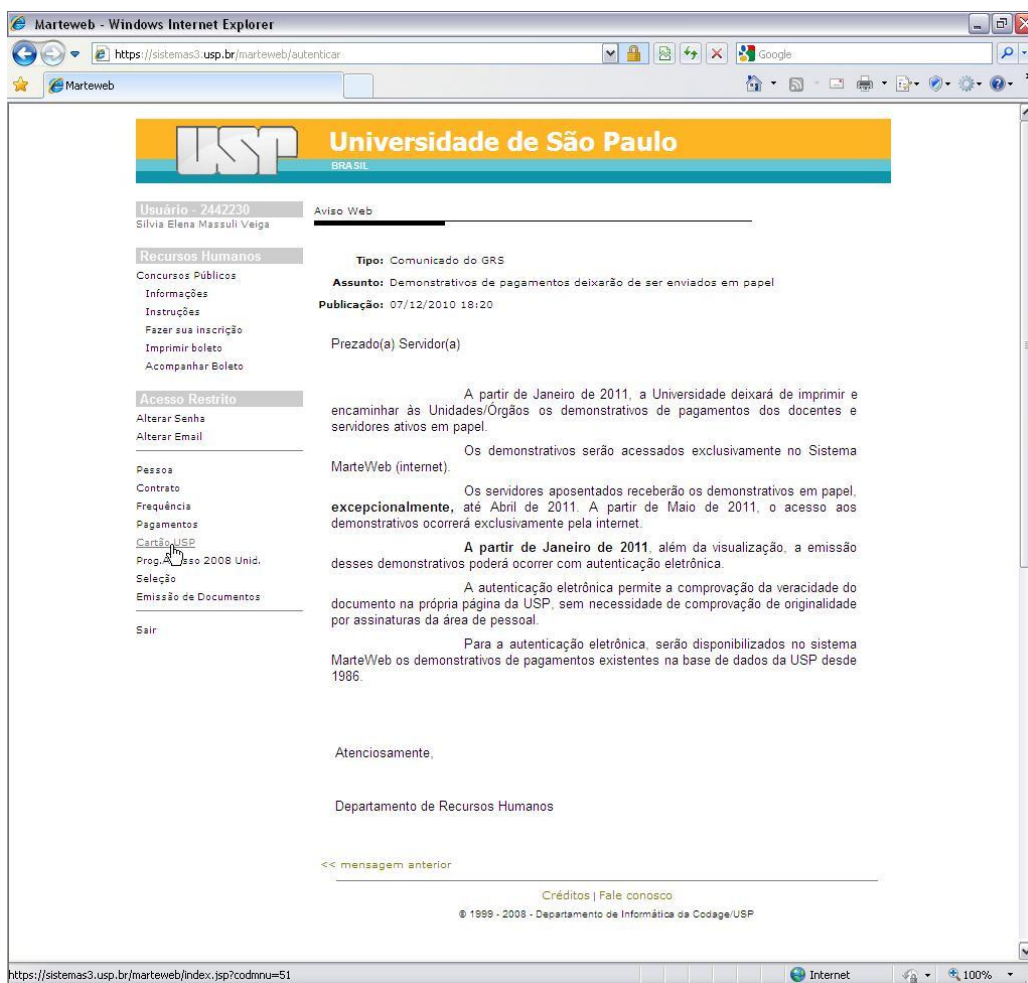 Marteweb - Windows Internet Explorer
https://sistemas3.usp.br/marteweb/autenticar
Google
Marteweb
USP
Universidade de São Paulo
BRASIL
Usuário - 2442230
Silvia Elena Massuli Veiga
Recursos Humanos
Concursos Públicos
Informações
Instruções
Fazer sua inscrição
Imprimir boleto
Acompanhar Boleto
Acesso Restrito
Alterar Senha
Alterar Email
Pessoa
Contrato
Frequência
Pagamentos
Cartão USP
Prog. sso 2008 Unid.
Seleção
Emissão de Documentos
Sair
Aviso Web
Tipo: Comunicado do GRS
Assunto: Demonstrativos de pagamentos deixarão de ser enviados em papel
Publicação: 07/12/2010 18:20
Prezado(a) Servidor(a)
A partir de Janeiro de 2011, a Universidade deixará de imprimir e
encaminhar às Unidades/Órgãos os demonstrativos de pagamentos dos docentes e
servidores ativos em papel.
Os demonstrativos serão acessados exclusivamente no Sistema
MarteWeb (internet).
Os servidores aposentados receberão os demonstrativos em papel,
excepcionalmente, até Abril de 2011. A partir de Maio de 2011, o acesso aos
demonstrativos ocorrerá exclusivamente pela internet.
A partir de Janeiro de 2011, além da visualização, a emissão
desses demonstrativos poderá ocorrer com autenticação eletrônica.
A autenticação eletrônica permite a comprovação da veracidade do
documento na própria página da USP, sem necessidade de comprovação de originalidade
por assinaturas da área de pessoal.
Para a autenticação eletrônica, serão disponibilizados no sistema
MarteWeb os demonstrativos de pagamentos existentes na base de dados da USP desde
1986.
Atenciosamente,
Departamento de Recursos Humanos
<< mensagem anterior
Créditos | Fale conosco
© 1999 - 2008 - Departamento de Informática da Codage/USP
https://sistemas3.usp.br/marteweb/index.jsp?codmnu=51
Internet
100%